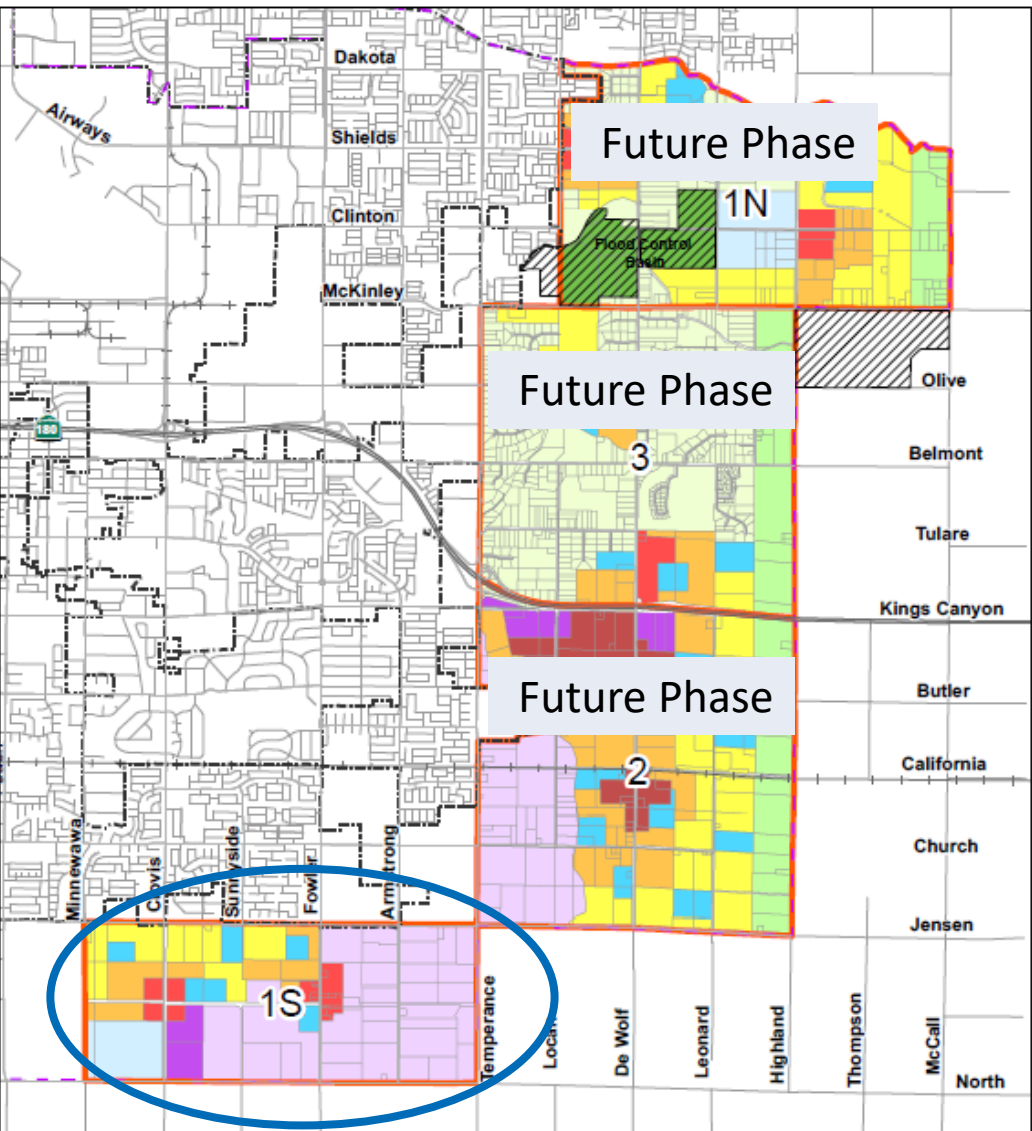 Dakota
Airways
Shields
Future Phase
1N
Clinton
Flood Control
Basin
McKinley
Future Phase
Olive
180
3
Belmont
Tulare
Kings Canyon
Future Phase
Butler
2
California
Church
Minnewawa
Clovis
Sunnyside
Fowler
Armstrong
Jensen
1S
Temperance
Locan
De Wolf
Leonard
Highland
Thompson
McCall
North